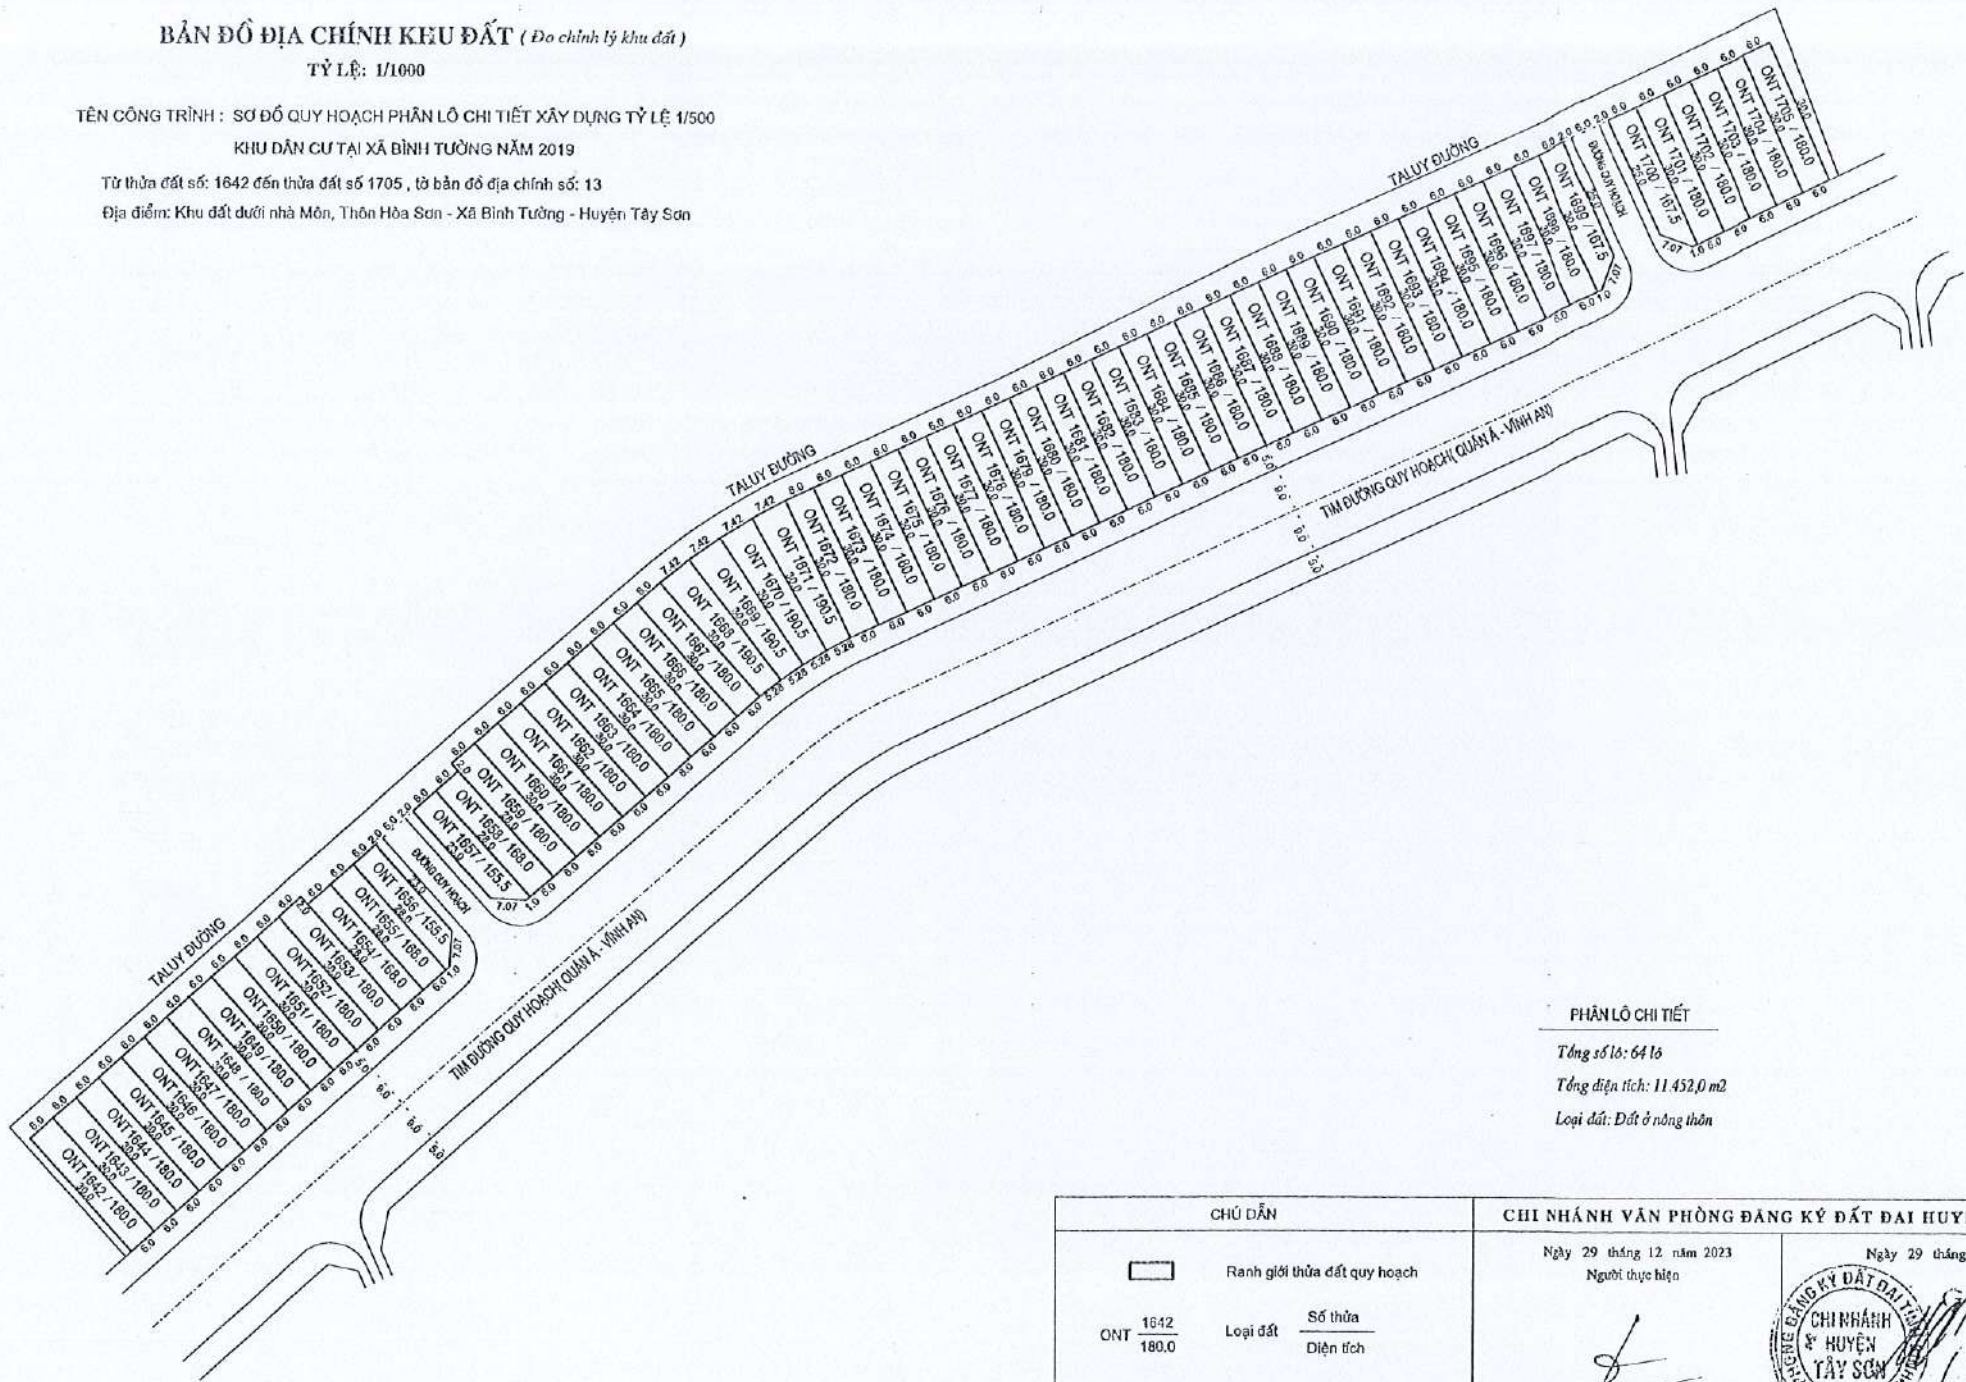 BẢN ĐỒ ĐỊA CHÍNH KHU ĐẤT ( Đo chỉnh lý khu đất )
TỶ LỆ: 1/1000
TÊN CÔNG TRÌNH : SƠ ĐỒ QUY HOẠCH PHÂN LÔ CHI TIẾT XÂY DỰNG TỶ LỆ 1/500
KHU DÂN CƯ TẠI XÃ BÌNH TƯỜNG NĂM 2019
Từ thửa đất số: 1642 đến thửa đất số 1705 , tờ bản đồ địa chính số: 13
Địa điểm: Khu đất dưới nhà Môn, Thôn Hòa Sơn - Xã Bình Tường - Huyện Tây Sơn
TALUY ĐƯỜNG
TALUY ĐƯỜNG
TALUY ĐƯỜNG
ONT 1642 / 180.0
ONT 1643 / 180.0
ONT 1644 / 180.0
ONT 1645 / 180.0
ONT 1646 / 180.0
ONT 1647 / 180.0
ONT 1648 / 180.0
ONT 1649 / 180.0
ONT 1650 / 180.0
ONT 1651 / 180.0
ONT 1652 / 180.0
ONT 1653 / 180.0
ONT 1654 / 168.0
ONT 1655 / 168.0
ONT 1656 / 155.5
ĐƯỜNG QUY HOẠCH
ONT 1657 / 155.5
ONT 1658 / 168.0
ONT 1659 / 180.0
ONT 1660 / 180.0
ONT 1661 / 180.0
ONT 1662 / 180.0
ONT 1663 / 180.0
ONT 1664 / 180.0
ONT 1665 / 180.0
ONT 1666 / 180.0
ONT 1667 / 180.0
ONT 1668 / 190.5
ONT 1669 / 190.5
ONT 1670 / 190.5
ONT 1671 / 190.5
ONT 1672 / 180.0
ONT 1673 / 180.0
ONT 1674 / 180.0
ONT 1675 / 180.0
ONT 1676 / 180.0
ONT 1677 / 180.0
ONT 1678 / 180.0
ONT 1679 / 180.0
ONT 1680 / 180.0
ONT 1681 / 180.0
ONT 1682 / 180.0
ONT 1683 / 180.0
ONT 1684 / 180.0
ONT 1685 / 180.0
ONT 1686 / 180.0
ONT 1687 / 180.0
ONT 1688 / 180.0
ONT 1689 / 180.0
ONT 1690 / 180.0
ONT 1691 / 180.0
ONT 1692 / 180.0
ONT 1693 / 180.0
ONT 1694 / 180.0
ONT 1695 / 180.0
ONT 1696 / 180.0
ONT 1697 / 180.0
ONT 1698 / 180.0
ONT 1699 / 167.5
ĐƯỜNG QUY HOẠCH
ONT 1700 / 167.5
ONT 1701 / 180.0
ONT 1702 / 180.0
ONT 1703 / 180.0
ONT 1704 / 180.0
ONT 1705 / 180.0
TIM ĐƯỜNG QUY HOẠCH( QUÁN Á - VĨNH AN)
TIM ĐƯỜNG QUY HOẠCH( QUÁN Á - VĨNH AN)
PHÂN LÔ CHI TIẾT
Tổng số lô: 64 lô
Tổng diện tích: 11.452,0 m2
Loại đất: Đất ở nông thôn
CHÚ DẪN
Ranh giới thửa đất quy hoạch
ONT 1642 / 180.0
Loại đất Số thửa / Diện tích
CHI NHÁNH VĂN PHÒNG ĐĂNG KÝ ĐẤT ĐAI HUY
Ngày 29 tháng 12 năm 2023
Người thực hiện
Ngày 29 tháng
CHI NHÁNH
HUYỆN
TÂY SƠN